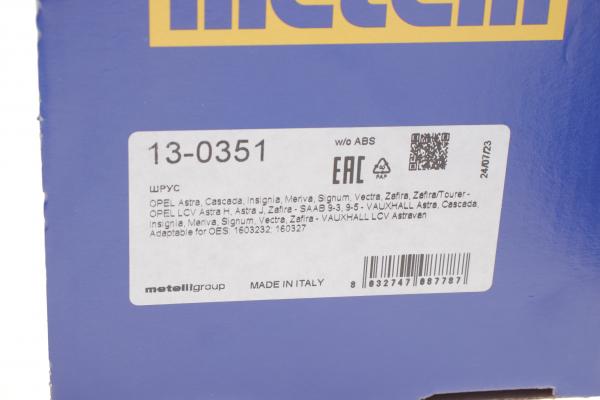 metelli
13-0351
w/o ABS
EAC
PAP
24/07/23
ШРУС
OPEL Astra, Cascada, Insignia, Meriva, Signum, Vectra, Zafira, Zafira/Tourer -
OPEL LCV Astra H, Astra J, Zafira - SAAB 9-3, 9-5 - VAUXHALL Astra, Cascada,
Insignia, Meriva, Signum, Vectra, Zafira - VAUXHALL LCV Astravan
Adaptable for OES: 1603232; 160327
metelligroup
MADE IN ITALY
8 032747 087787